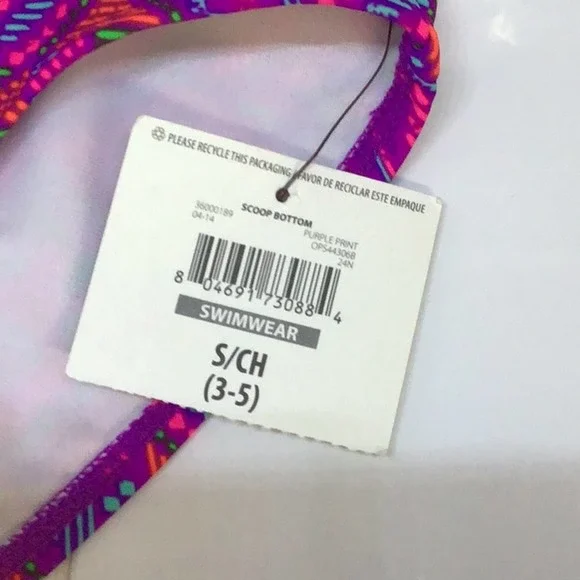 PLEASE RECYCLE THIS PACKAGING / FAVOR DE RECICLAR ESTE EMPAQUE
SCOOP BOTTOM
36000189
04-14
PURPLE PRINT
OP544306B
24N
8 04691 73088 4
SWIMWEAR
S/CH
(3-5)